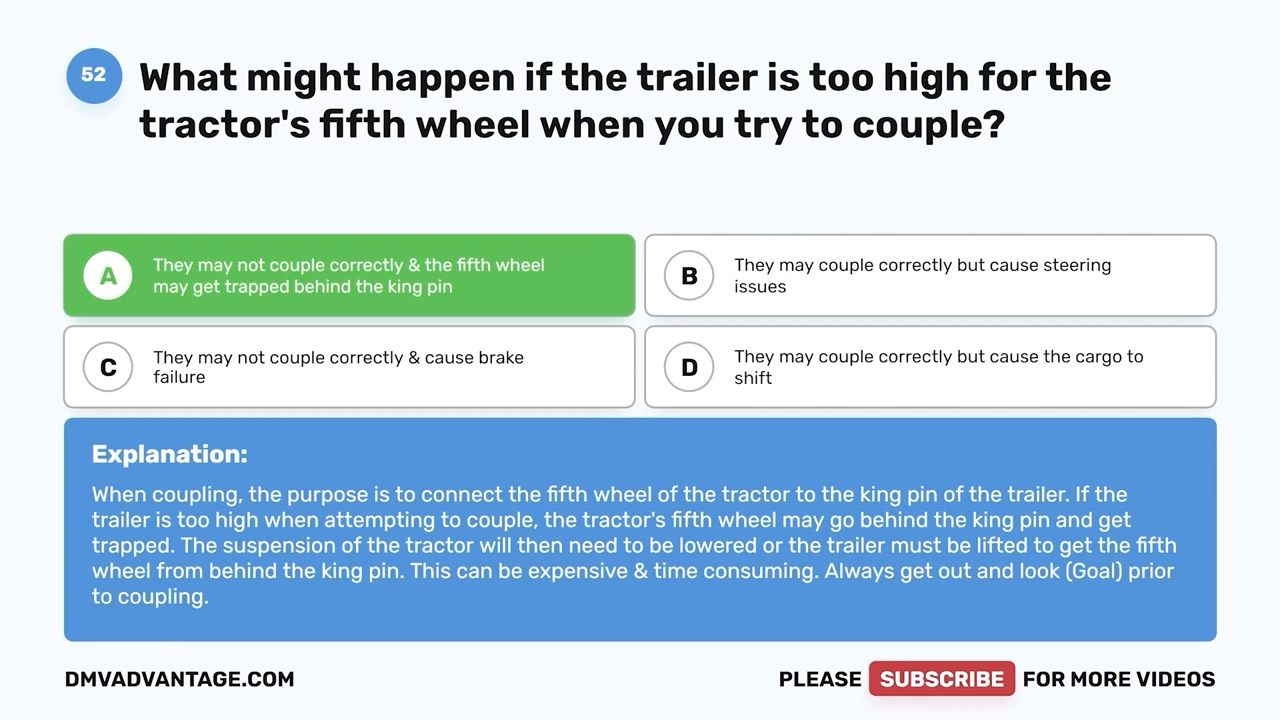 52
What might happen if the trailer is too high for the
tractor's fifth wheel when you try to couple?
A
They may not couple correctly & the fifth wheel
may get trapped behind the king pin
B
They may couple correctly but cause steering
issues
C
They may not couple correctly & cause brake
failure
D
They may couple correctly but cause the cargo to
shift
Explanation:
When coupling, the purpose is to connect the fifth wheel of the tractor to the king pin of the trailer. If the
trailer is too high when attempting to couple, the tractor's fifth wheel may go behind the king pin and get
trapped. The suspension of the tractor will then need to be lowered or the trailer must be lifted to get the fifth
wheel from behind the king pin. This can be expensive & time consuming. Always get out and look (Goal) prior
to coupling.
DMVADVANTAGE.COM
PLEASE SUBSCRIBE FOR MORE VIDEOS